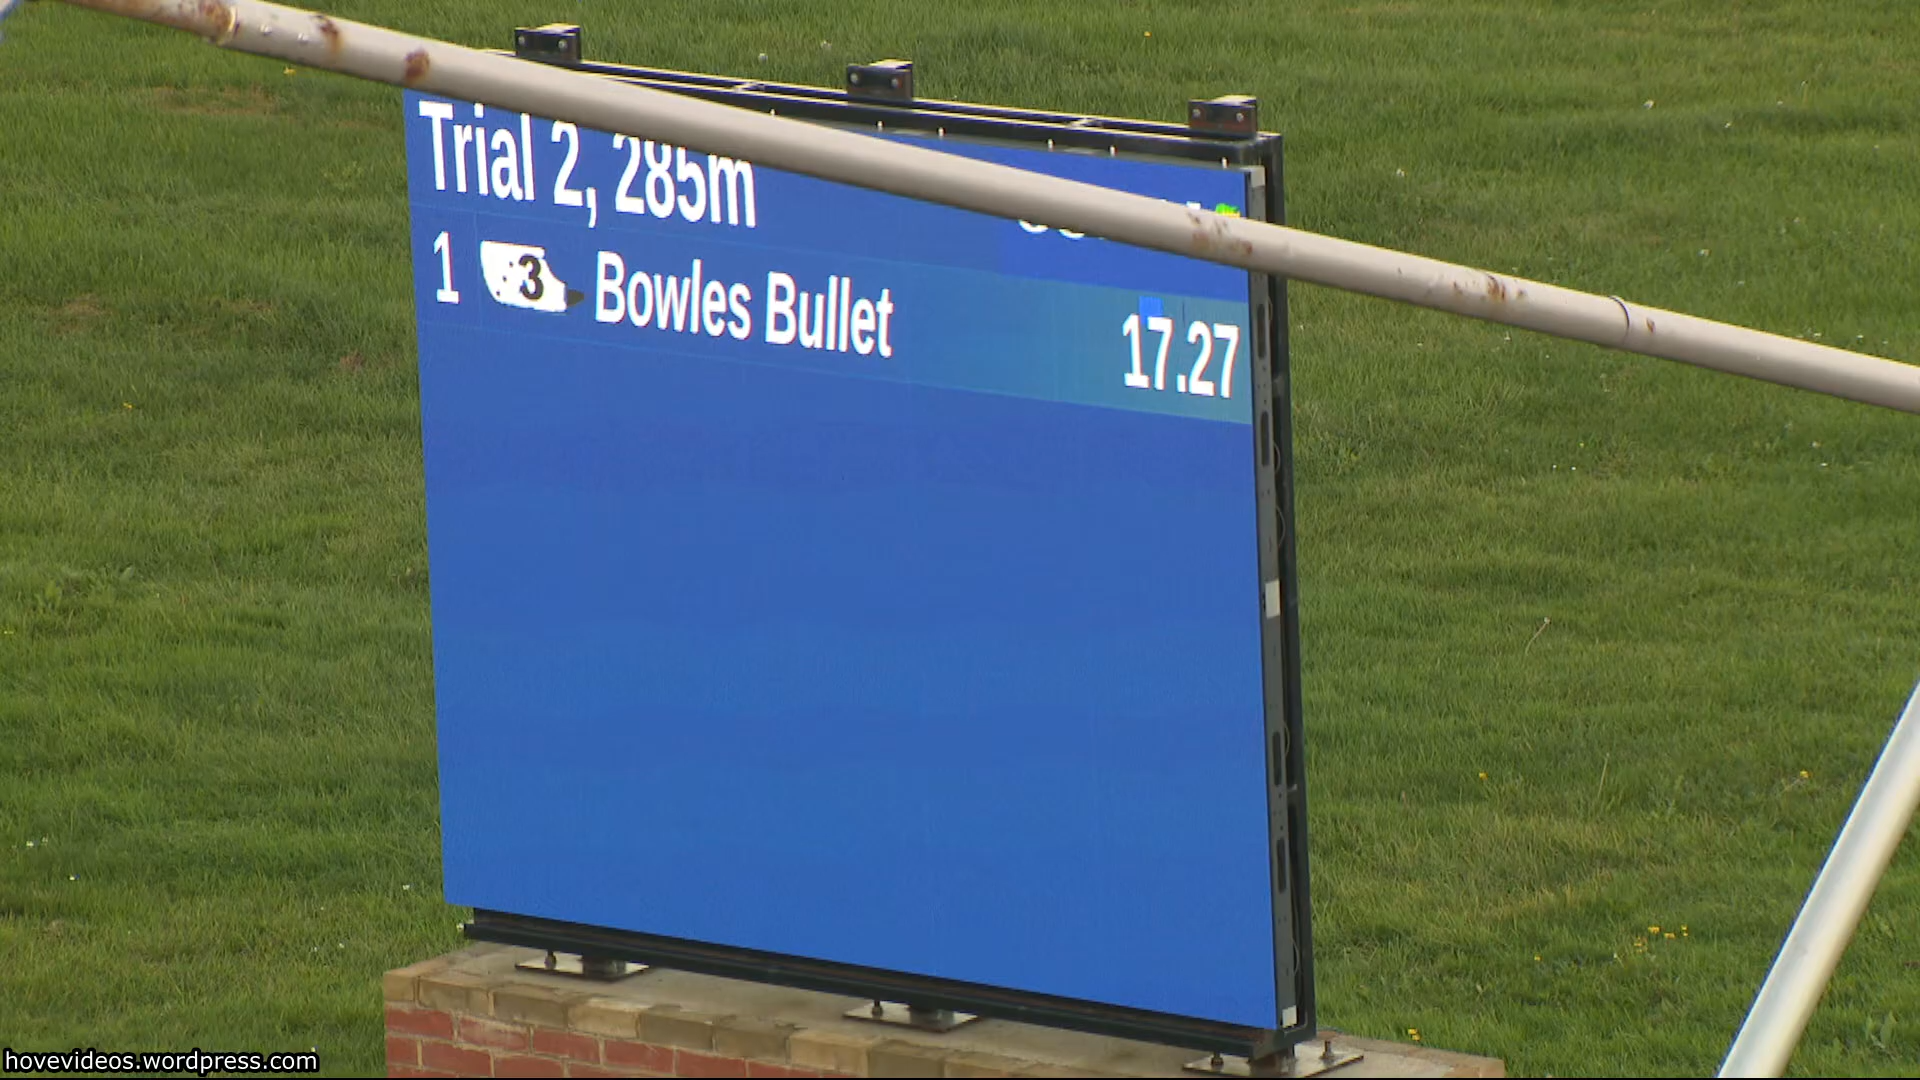 Trial 2, 285m
1 3 Bowles Bullet 17.27
hovevideos.wordpress.com